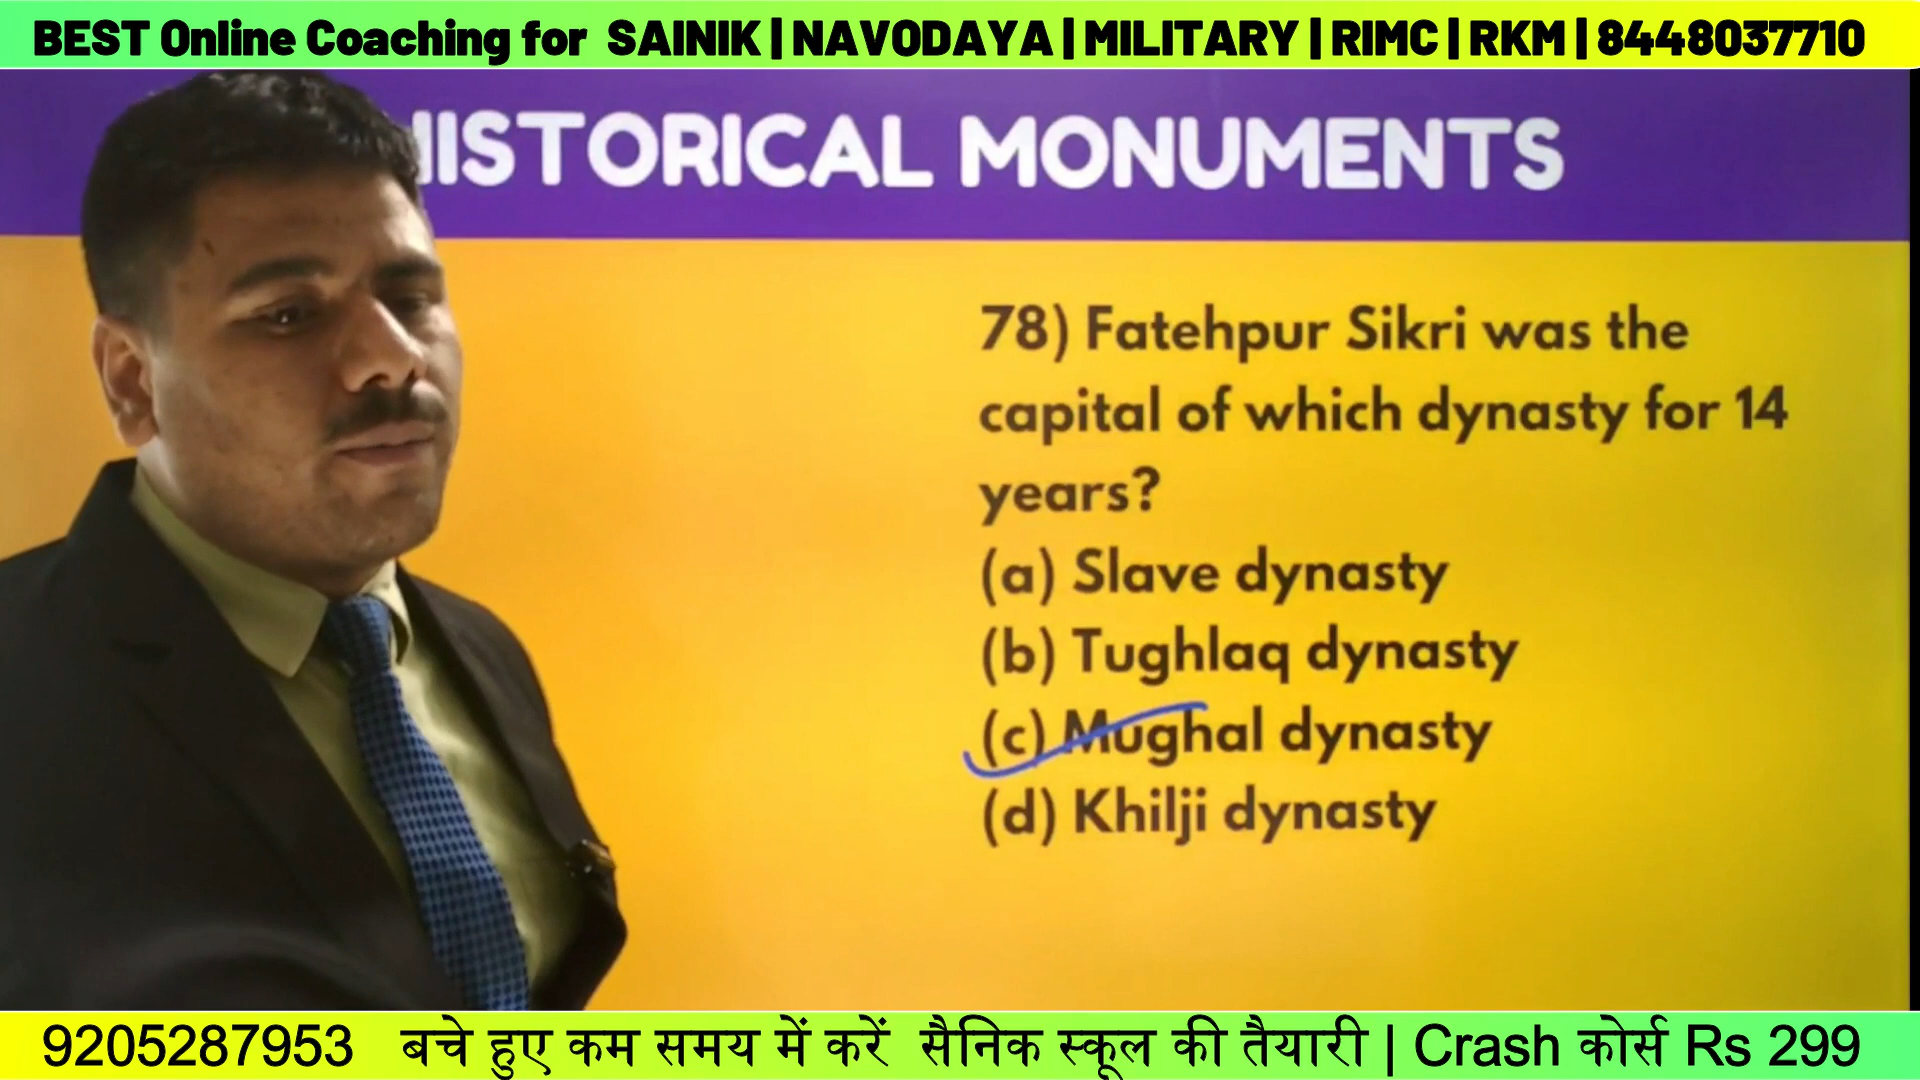 BEST Online Coaching for SAINIK | NAVODAYA | MILITARY | RIMC | RKM | 8448037710
HISTORICAL MONUMENTS
78) Fatehpur Sikri was the
capital of which dynasty for 14
years?
(a) Slave dynasty
(b) Tughlaq dynasty
(c) Mughal dynasty
(d) Khilji dynasty
9205287953 बचे हुए कम समय में करें सैनिक स्कूल की तैयारी | Crash कोर्स Rs 299